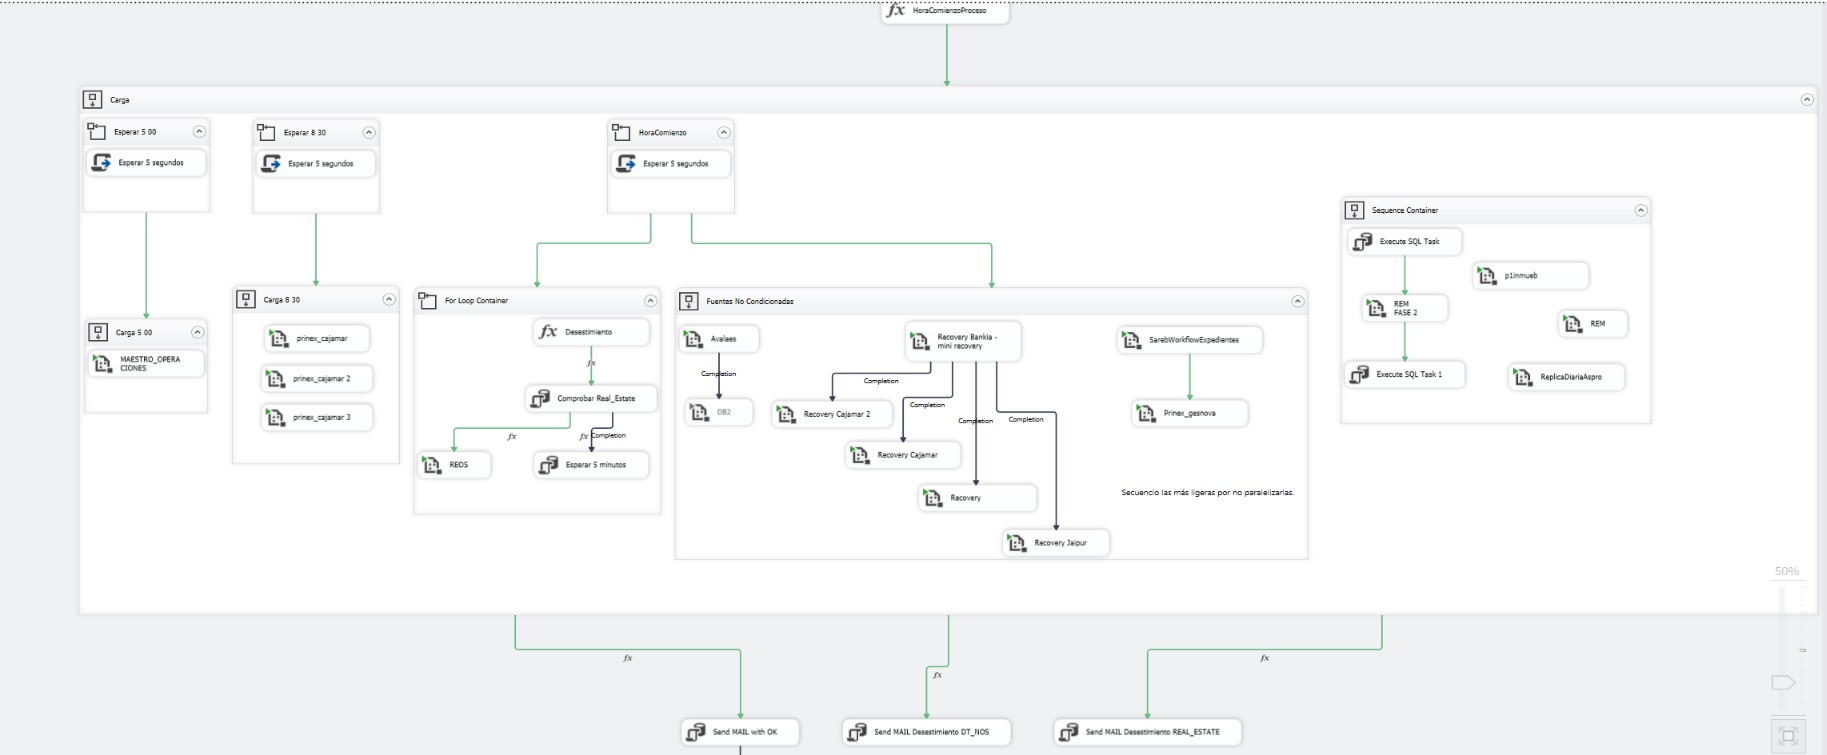 fx HoraComienzoProceso
Carga
Esperar 5 00
Esperar 5 segundos
Esperar 8 30
Esperar 5 segundos
HoraComienzo
Esperar 5 segundos
Sequence Container
Execute SQL Task
p1inmueb
REM
FASE 2
REM
Execute SQL Task 1
ReplicaDiariaAspro
Carga 5 00
MAESTRO_OPERA
CIONES
Carga 8 30
prinex_cajamar
prinex_cajamar 2
prinex_cajamar 3
For Loop Container
fx Desestimiento
fx
Comprobar Real_Estate
fx
fx Completion
REOS
Esperar 5 minutos
Fuentes No Condicionadas
Avalaes
Completion
DB2
Recovery Bankia -
mini recovery
Completion
Completion
Completion
Completion
Recovery Cajamar 2
Recovery Cajamar
Recovery
Recovery Jaipur
SarebWorkflowExpedientes
Prinex_gesnova
Secuencio las más ligeras por no paralelizarlas.
50%
fx
fx
fx
Send MAIL with OK
Send MAIL Desestimiento DT_NOS
Send MAIL Desestimiento REAL_ESTATE